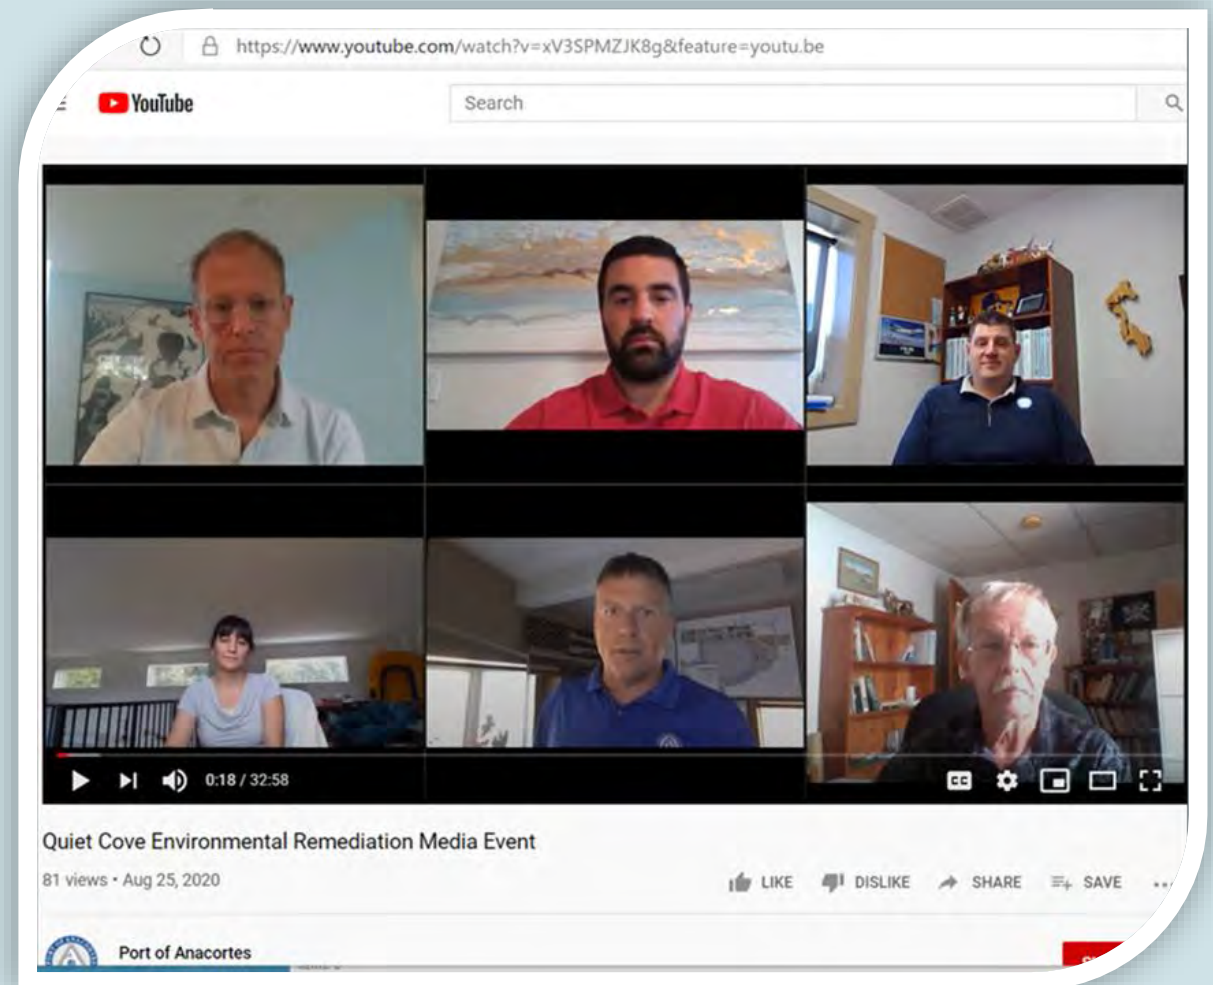 https://www.youtube.com/watch?v=xV3SPMZJK8g&feature=youtu.be
YouTube
Search
CC
0:18 / 32:58
Quiet Cove Environmental Remediation Media Event
81 views • Aug 25, 2020
LIKE DISLIKE SHARE SAVE
Port of Anacortes